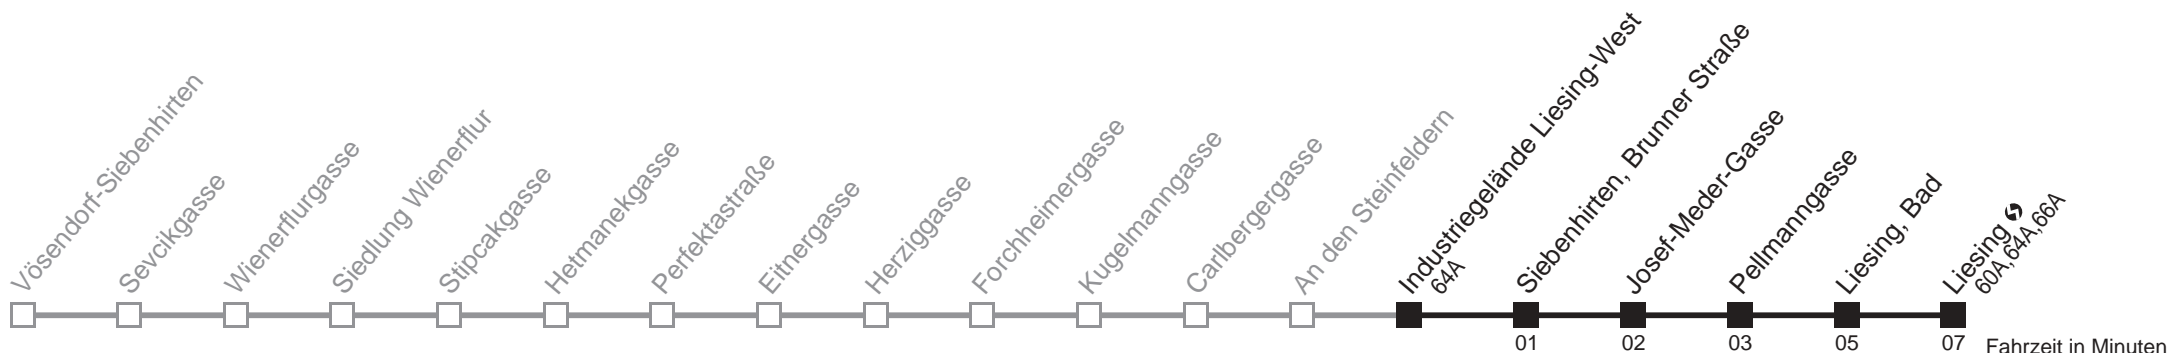 Vösendorf-Siebenhirten
Sevcikgasse
Wienerflurgasse
Siedlung Wienerflur
Stipcakgasse
Hetmanekgasse
Perfektastraße
Eitnergasse
Herziggasse
Forchheimergasse
Kugelmanngasse
Carlbergergasse
An den Steinfeldern
Industriegelände Liesing-West
64A
Siebenhirten, Brunner Straße
Josef-Meder-Gasse
Pellmanngasse
Liesing, Bad
Liesing
60A,64A,66A
01 02 03 05 07 Fahrzeit in Minuten